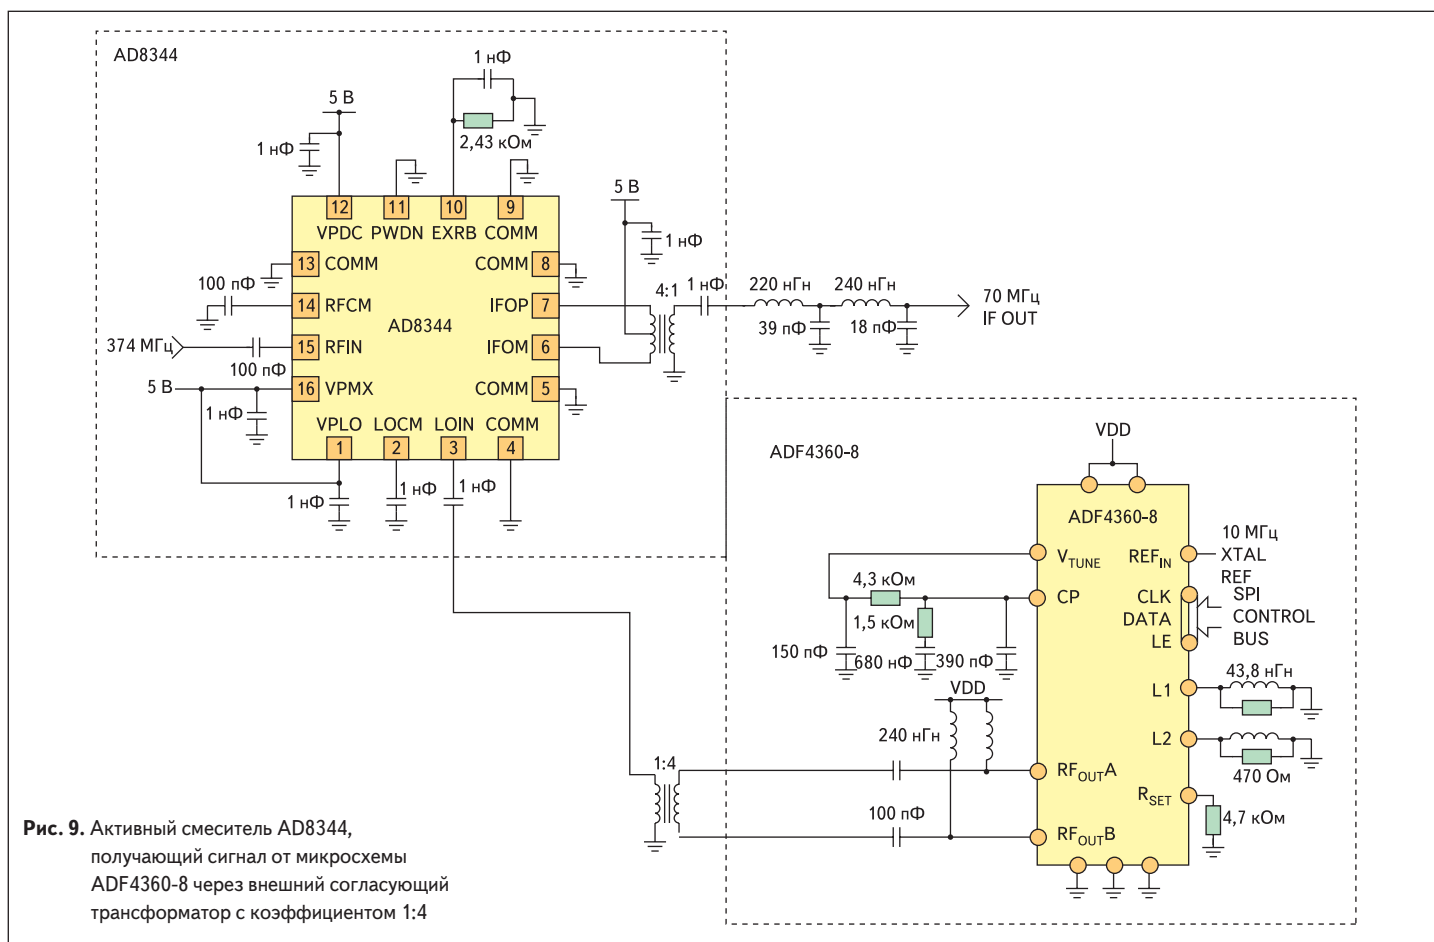 AD8344
1 нФ
5 В
1 нФ
2,43 кОм
5 В
12
11
10
9
VPDC
PWDN
EXRB
COMM
1 нФ
13
COMM
COMM
8
100 пФ
4:1
1 нФ
220 нГн
240 нГн
14
RFCM
IFOP
7
70 МГц
IF OUT
AD8344
39 пФ
18 пФ
374 МГц
15
RFIN
IFOM
6
100 пФ
5 В
16
VPMX
COMM
5
1 нФ
VPLO
LOCM
LOIN
COMM
1
2
3
4
1 нФ
1 нФ
1 нФ
ADF4360-8
VDD
ADF4360-8
10 МГц
XTAL
REF
VTUNE
REFIN
4,3 кОм
CP
CLK
DATA
LE
SPI
CONTROL
BUS
1,5 кОм
150 пФ
680 нФ
390 пФ
VDD
L1
43,8 нГн
240 нГн
L2
470 Ом
1:4
RFOUTA
RSET
100 пФ
4,7 кОм
RFOUTB
Рис. 9. Активный смеситель AD8344,
получающий сигнал от микросхемы
ADF4360-8 через внешний согласующий
трансформатор с коэффициентом 1:4